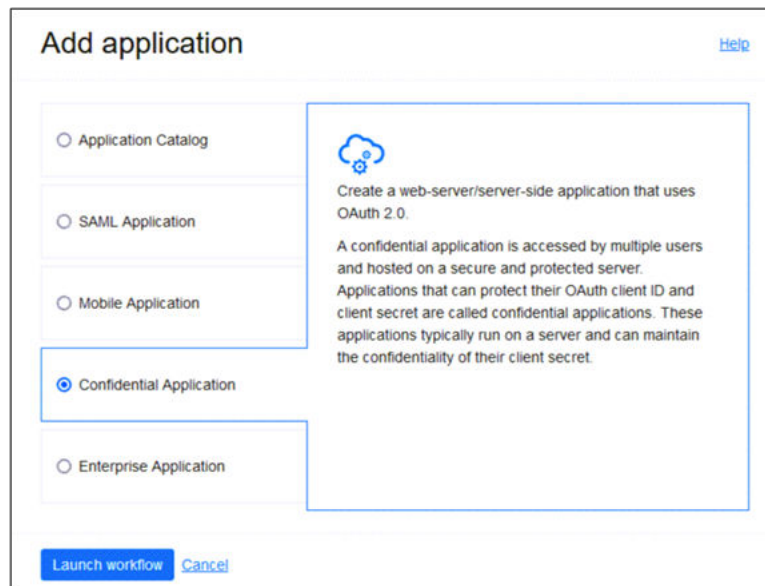 Add application
Help
Application Catalog
SAML Application
Mobile Application
Confidential Application
Enterprise Application
Create a web-server/server-side application that uses
OAuth 2.0.
A confidential application is accessed by multiple users
and hosted on a secure and protected server.
Applications that can protect their OAuth client ID and
client secret are called confidential applications. These
applications typically run on a server and can maintain
the confidentiality of their client secret.
Launch workflow
Cancel